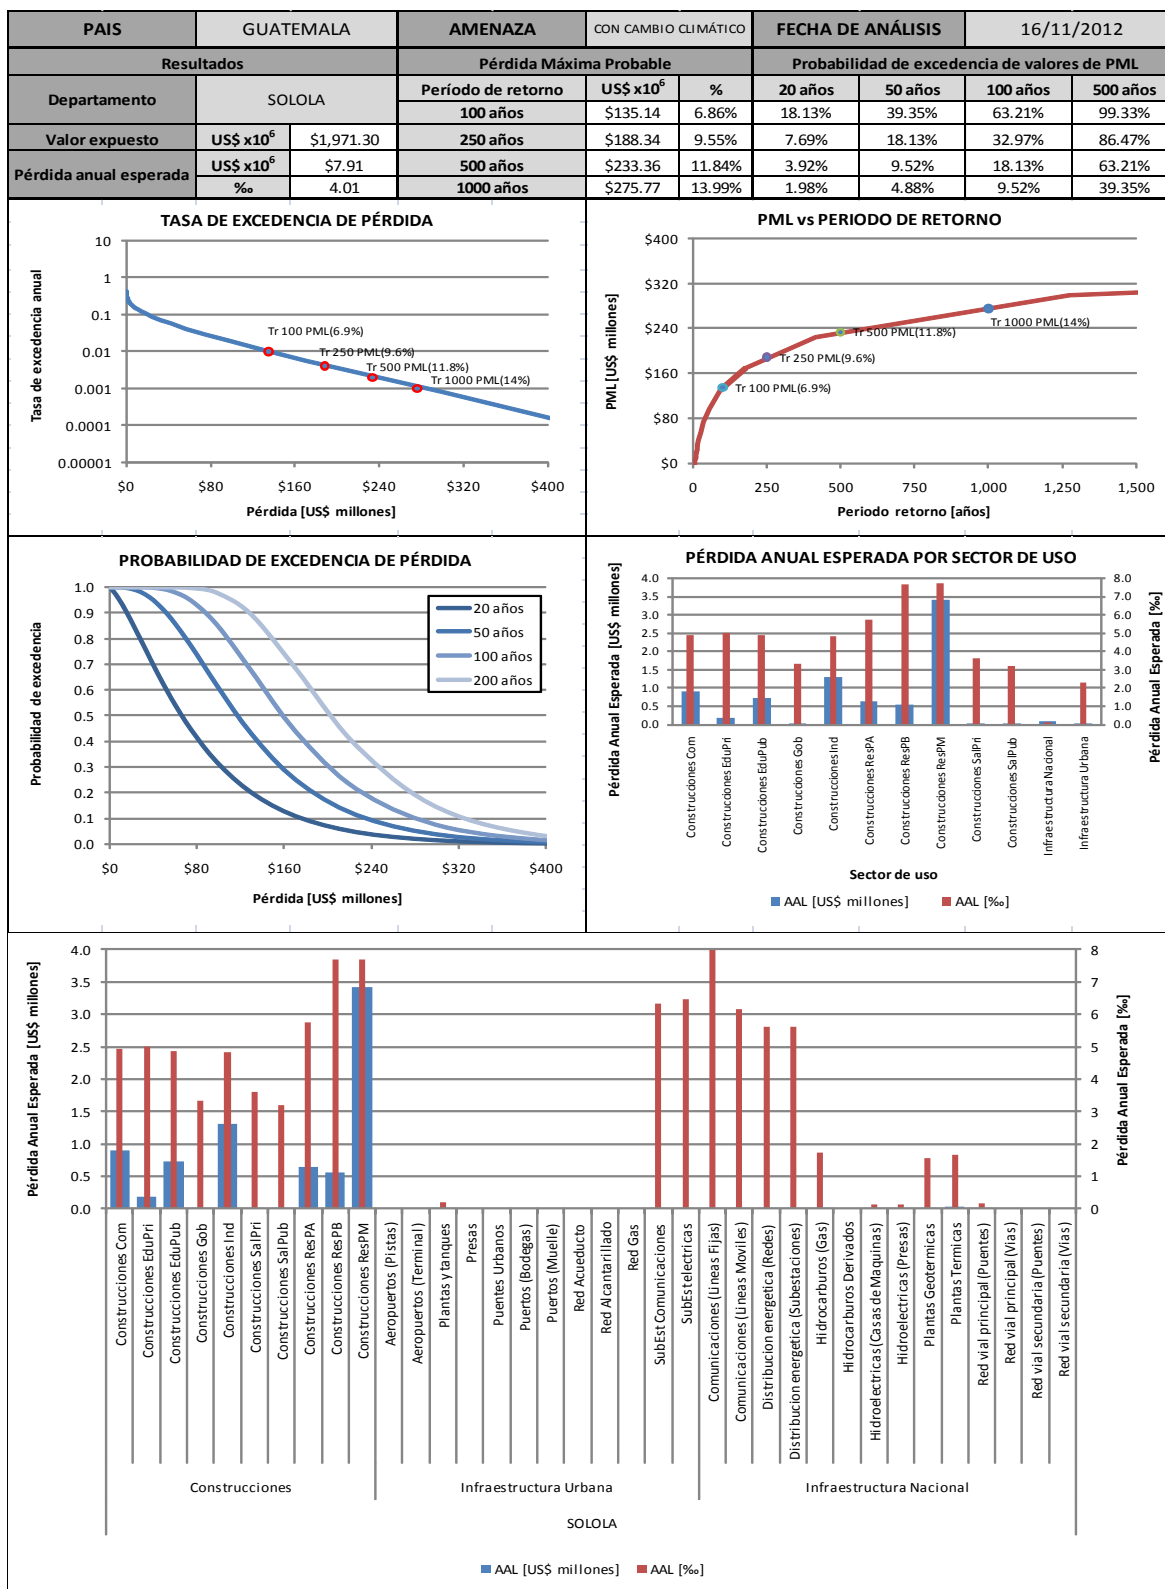 PAIS GUATEMALA AMENAZA CON CAMBIO CLIMÁTICO FECHA DE ANÁLISIS 16/11/2012
Resultados Pérdida Máxima Probable Probabilidad de excedencia de valores de PML
Departamento SOLOLA Período de retorno US$ x10⁶ % 20 años 50 años 100 años 500 años
100 años $135.14 6.86% 18.13% 39.35% 63.21% 99.33%
Valor expuesto US$ x10⁶ $1,971.30 250 años $188.34 9.55% 7.69% 18.13% 32.97% 86.47%
Pérdida anual esperada US$ x10⁶ $7.91 500 años $233.36 11.84% 3.92% 9.52% 18.13% 63.21%
‰ 4.01 1000 años $275.77 13.99% 1.98% 4.88% 9.52% 39.35%
TASA DE EXCEDENCIA DE PÉRDIDA
Tasa de excedencia anual
10
1
0.1
0.01
0.001
0.0001
0.00001
Tr 100 PML(6.9%)
Tr 250 PML(9.6%)
Tr 500 PML(11.8%)
Tr 1000 PML(14%)
$0 $80 $160 $240 $320 $400
Pérdida [US$ millones]
PML vs PERIODO DE RETORNO
PML [US$ millones]
$400
$320
$240
$160
$80
$0
Tr 100 PML(6.9%)
Tr 250 PML(9.6%)
Tr 500 PML(11.8%)
Tr 1000 PML(14%)
0 250 500 750 1,000 1,250 1,500
Periodo retorno [años]
PROBABILIDAD DE EXCEDENCIA DE PÉRDIDA
Probabilidad de excedencia
1.0
0.9
0.8
0.7
0.6
0.5
0.4
0.3
0.2
0.1
0.0
20 años
50 años
100 años
200 años
$0 $80 $160 $240 $320 $400
Pérdida [US$ millones]
PÉRDIDA ANUAL ESPERADA POR SECTOR DE USO
Pérdida Anual Esperada [US$ millones]
4.0 8.0
3.5 7.0
3.0 6.0
2.5 5.0
2.0 4.0
1.5 3.0
1.0 2.0
0.5 1.0
0.0 0.0
Pérdida Anual Esperada [‰]
Construcciones Com
Construcciones EduPri
Construcciones EduPub
Construcciones Gob
Construcciones Ind
Construcciones ResPA
Construcciones ResPB
Construcciones ResPM
Construcciones SalPri
Construcciones SalPub
Infraestructura Nacional
Infraestructura Urbana
Sector de uso
AAL [US$ millones] AAL [‰]
Pérdida Anual Esperada [US$ millones]
4.0 8
3.5 7
3.0 6
2.5 5
2.0 4
1.5 3
1.0 2
0.5 1
0.0 0
Pérdida Anual Esperada [‰]
Construcciones Com
Construcciones EduPri
Construcciones EduPub
Construcciones Gob
Construcciones Ind
Construcciones SalPri
Construcciones SalPub
Construcciones ResPA
Construcciones ResPB
Construcciones ResPM
Aeropuertos (Pistas)
Aeropuertos (Terminal)
Plantas y tanques
Presas
Puentes Urbanos
Puertos (Bodegas)
Puertos (Muelle)
Red Acueducto
Red Alcantarillado
Red Gas
SubEst Comunicaciones
SubEst electricas
Comunicaciones (Lineas Fijas)
Comunicaciones (Lineas Moviles)
Distribucion energetica (Redes)
Distribucion energetica (Subestaciones)
Hidrocarburos (Gas)
Hidrocarburos Derivados
Hidroelectricas (Casas de Maquinas)
Hidroelectricas (Presas)
Plantas Geotermicas
Plantas Termicas
Red vial principal (Puentes)
Red vial principal (Vias)
Red vial secundaria (Puentes)
Red vial secundaria (Vias)
Construcciones Infraestructura Urbana Infraestructura Nacional
SOLOLA
AAL [US$ millones] AAL [‰]